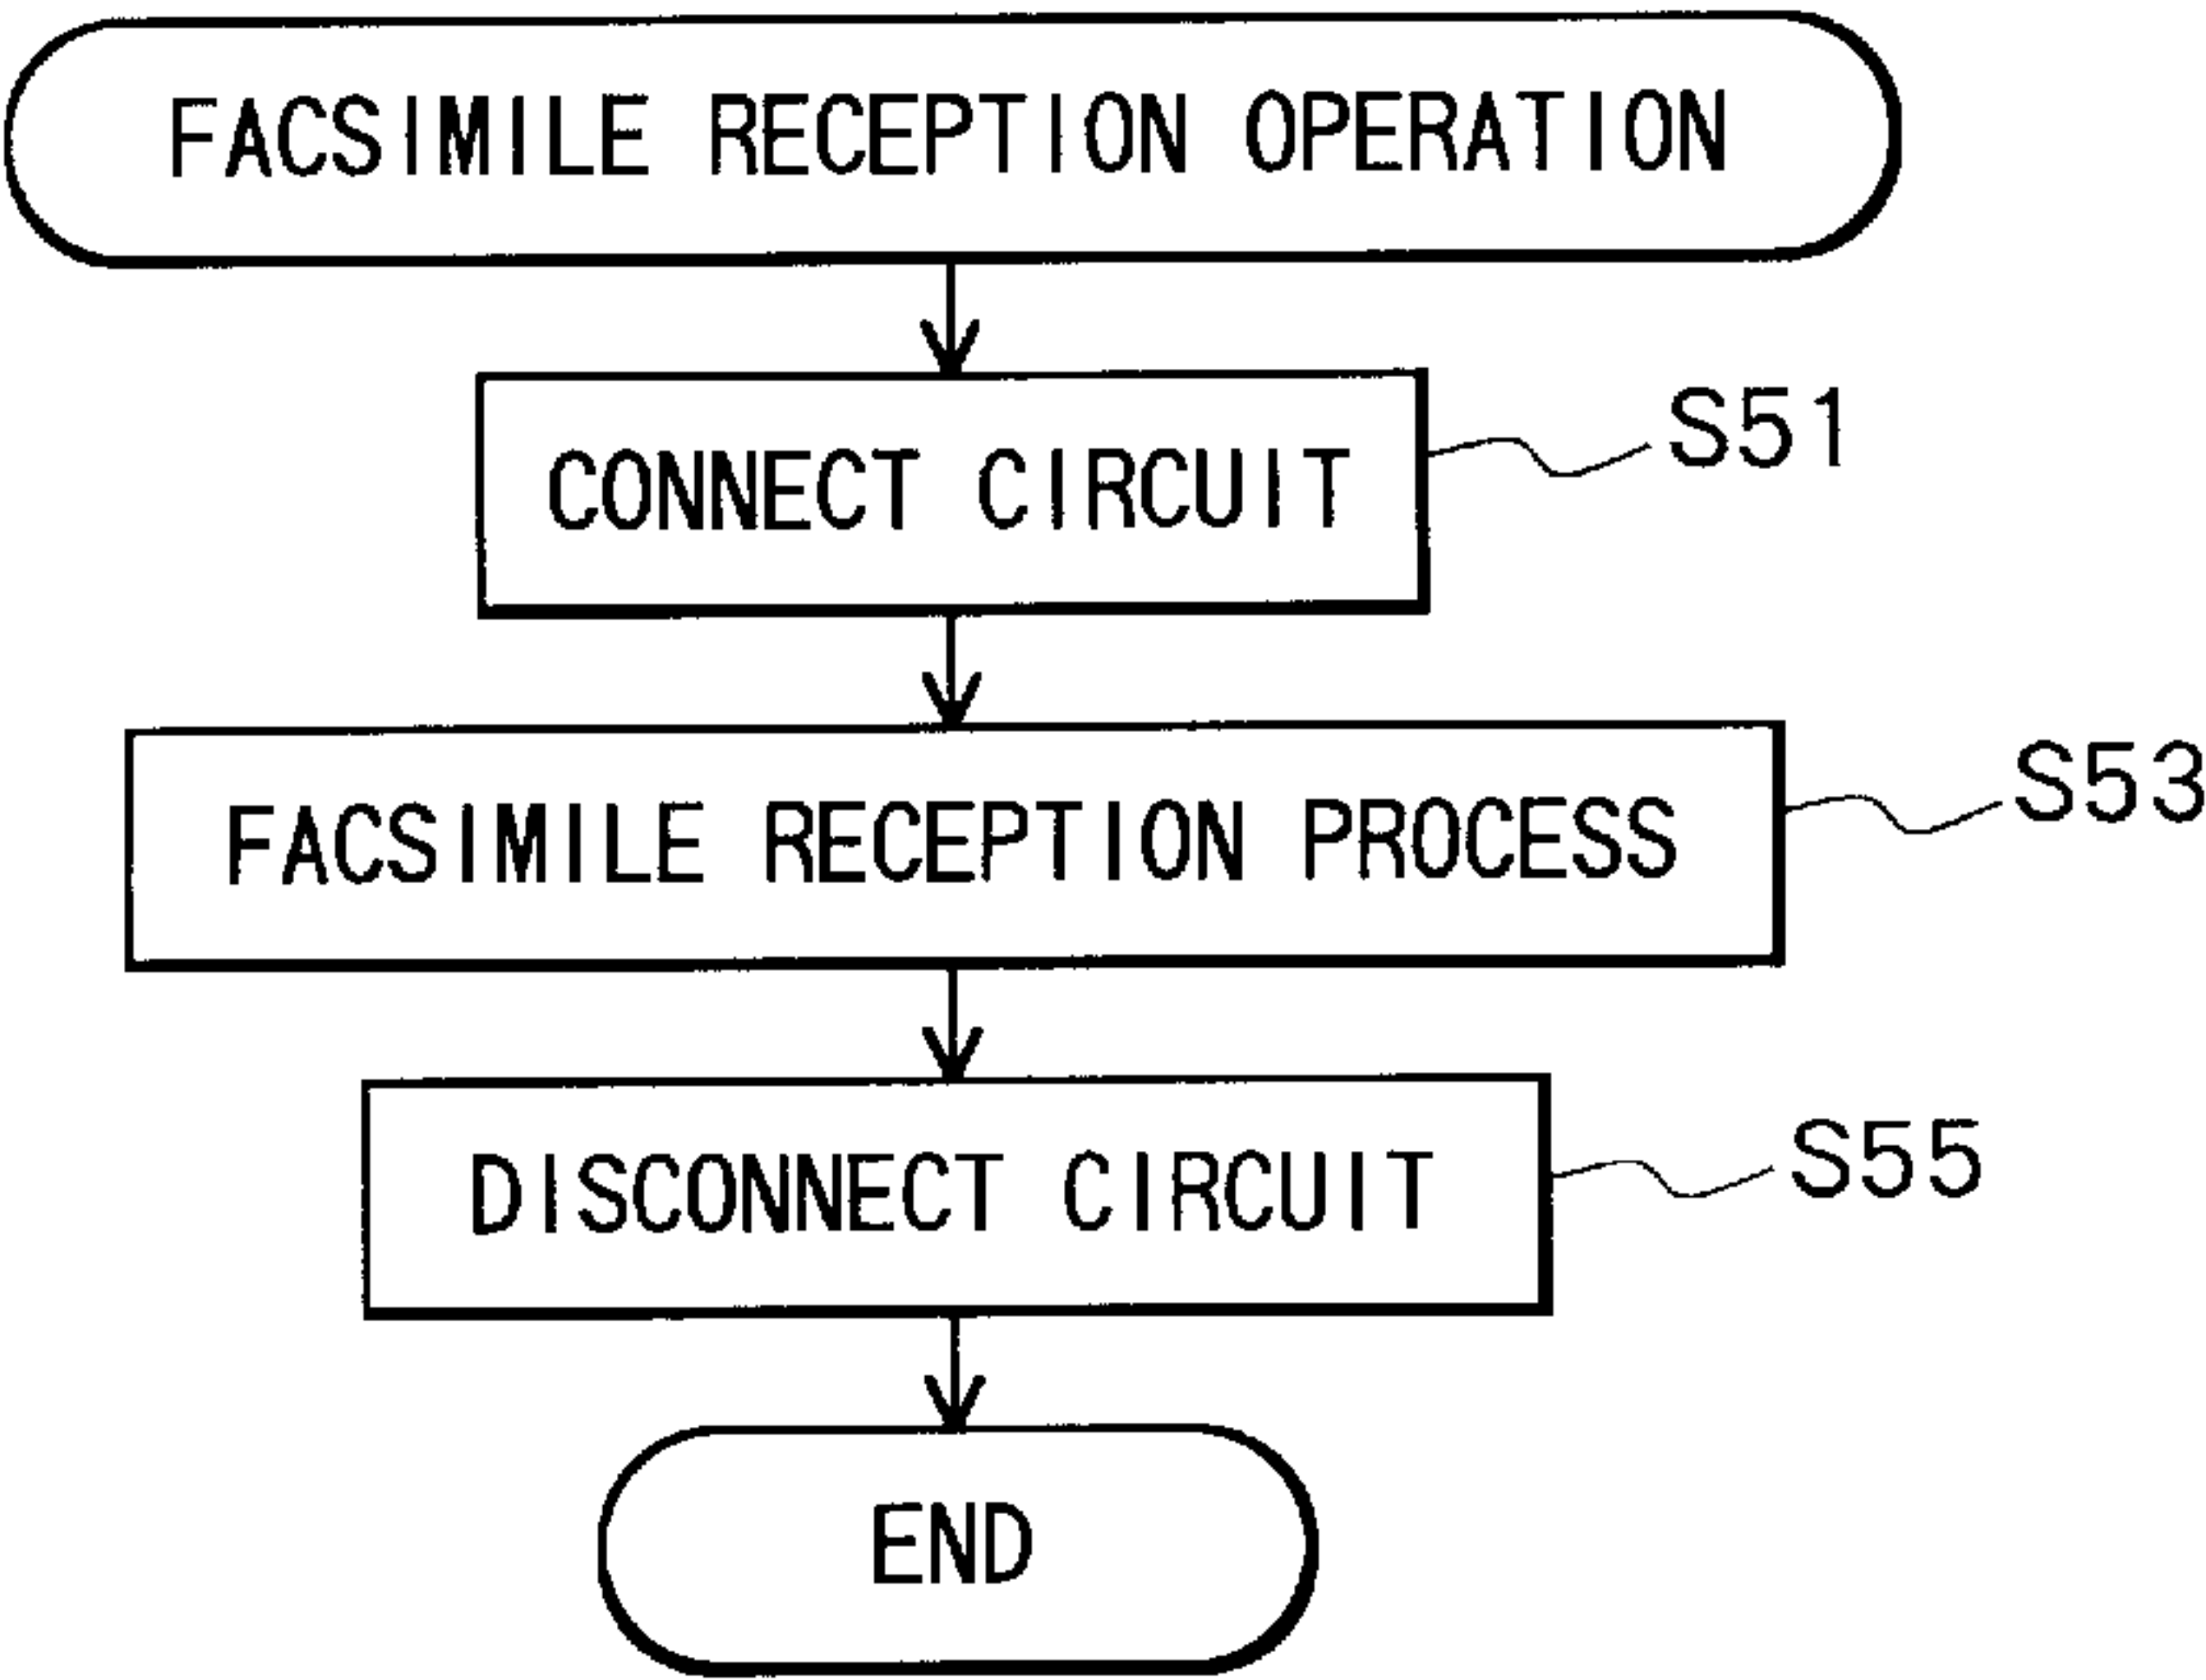 FACSIMILE RECEPTION OPERATION
CONNECT CIRCUIT
S51
FACSIMILE RECEPTION PROCESS
S53
DISCONNECT CIRCUIT
S55
END